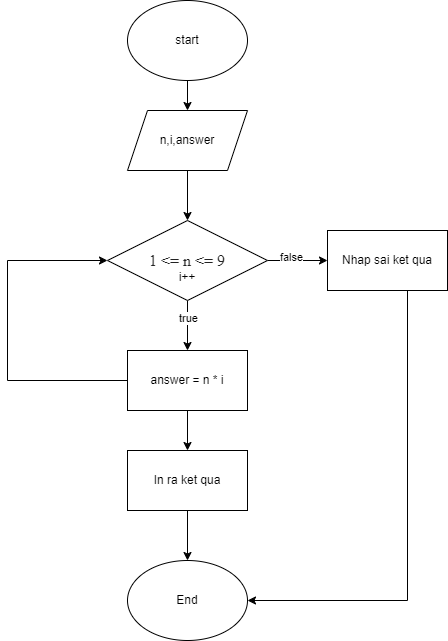 start
n,i,answer
1 <= n <= 9
i++
false
Nhap sai ket qua
true
answer = n * i
In ra ket qua
End